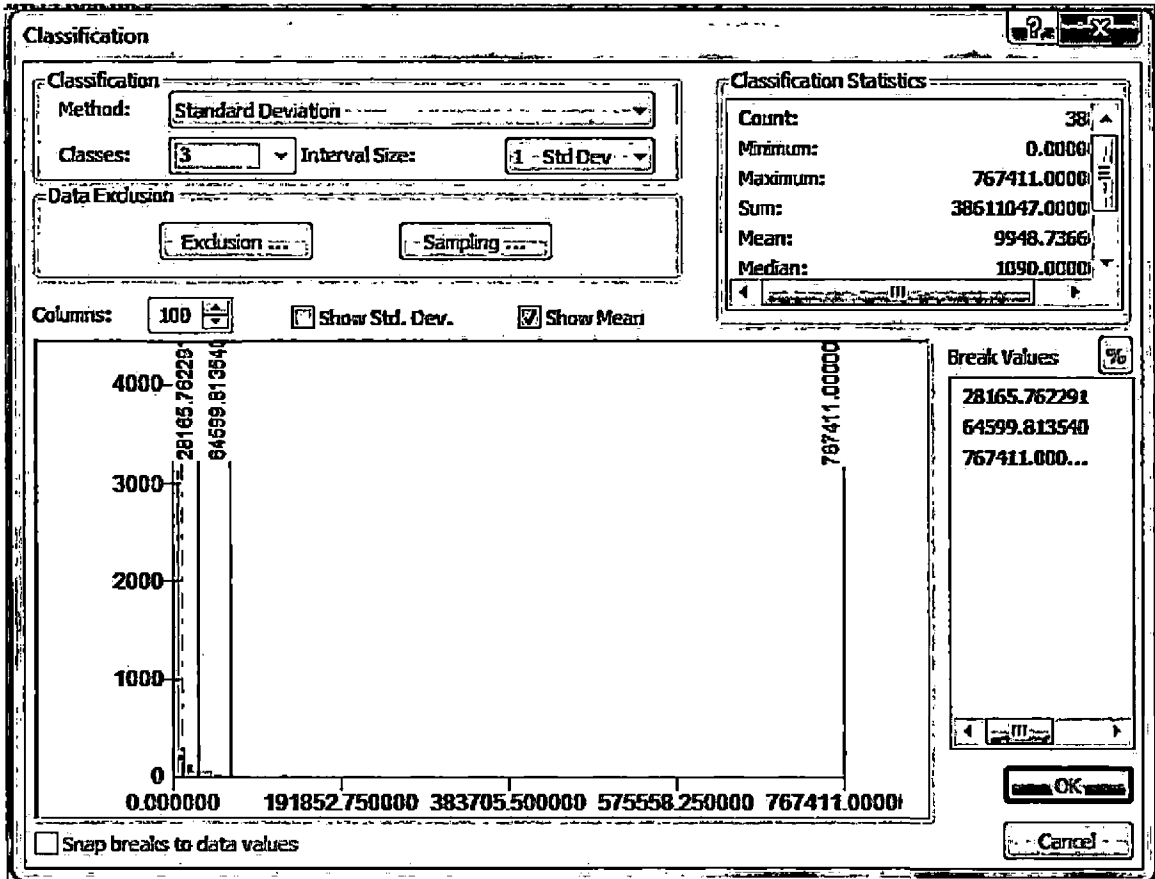 Classification
Classification
Method: Standard Deviation
Classes: 3 Interval Size: 1 Std Dev
Data Exclusion
Exclusion ... Sampling ...
Classification Statistics
Count: 38
Minimum: 0.0000
Maximum: 767411.0000
Sum: 38611047.0000
Mean: 9948.7366
Median: 1090.0000
Columns: 100 Show Std. Dev. Show Mean
Break Values %
28165.762291
64599.813540
767411.000...
28165.762291
64599.813540
767411.00000
4000
3000
2000
1000
0
0.000000 191852.750000 383705.500000 575558.250000 767411.0000
OK
Snap breaks to data values
Cancel